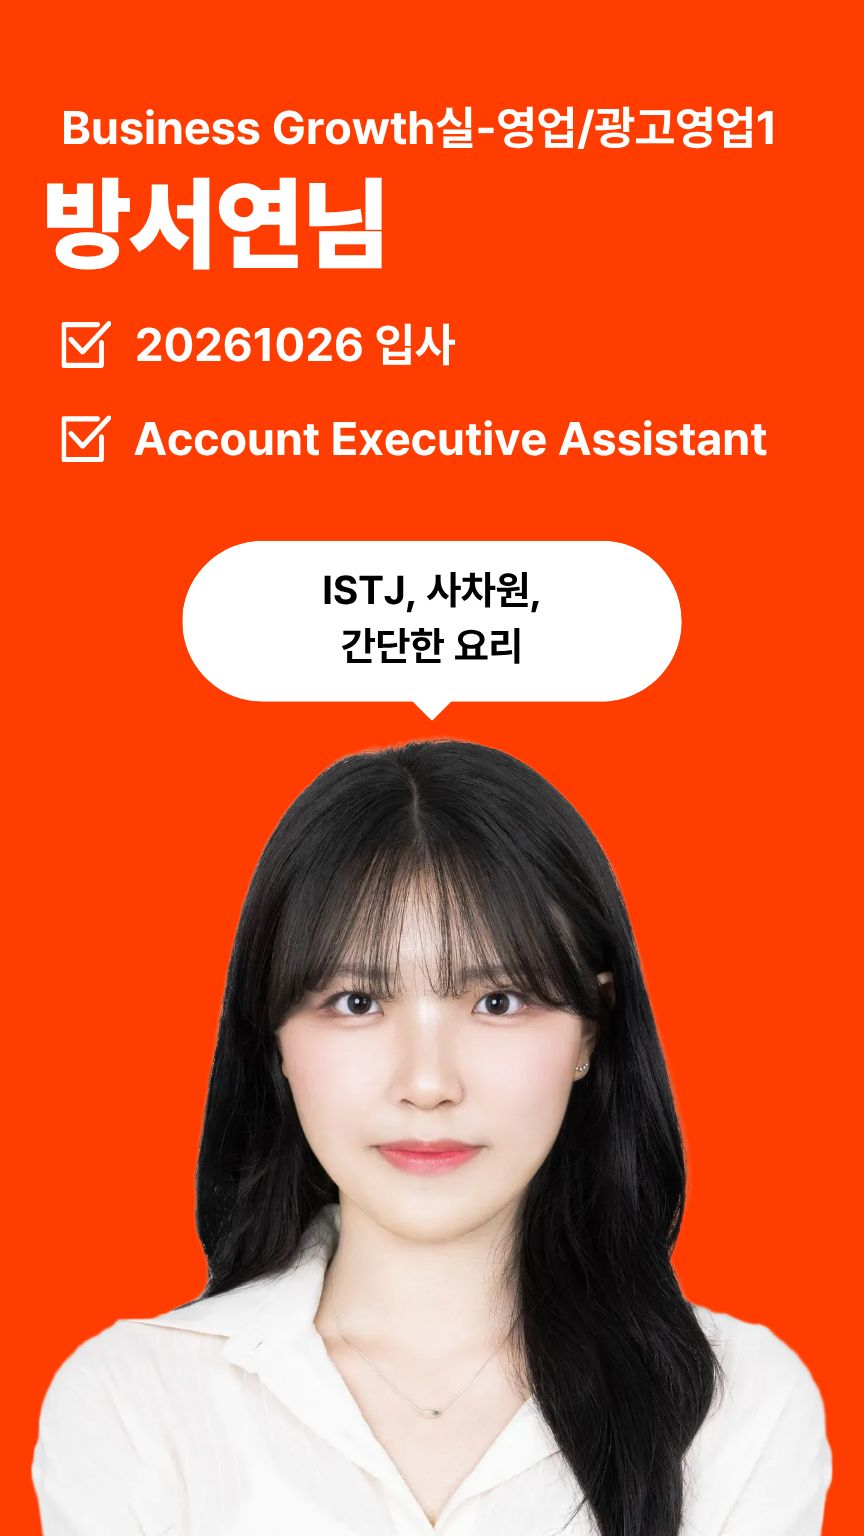 Business Growth실-영업/광고영업1
방서연님
20261026 입사
Account Executive Assistant
ISTJ, 사차원,
간단한 요리